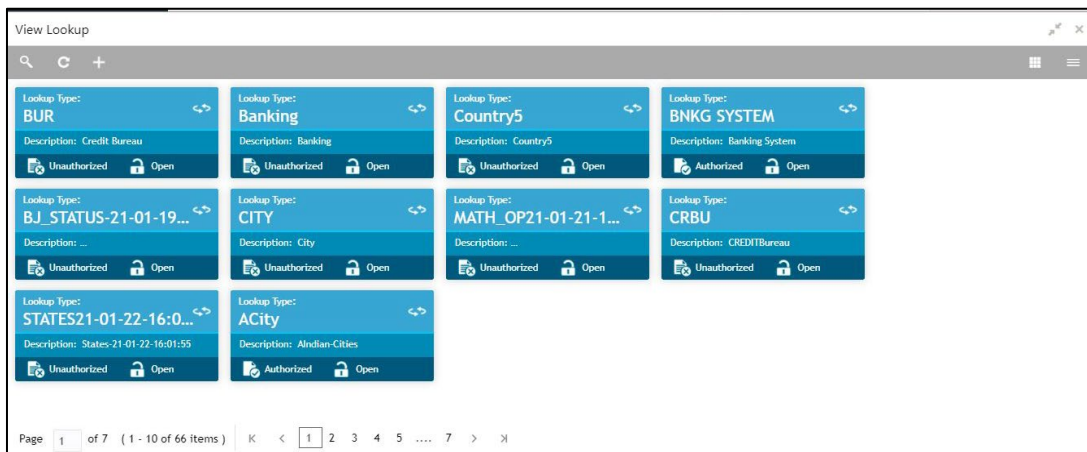 View Lookup
Lookup Type:
BUR
Description: Credit Bureau
Unauthorized Open
Lookup Type:
Banking
Description: Banking
Unauthorized Open
Lookup Type:
Country5
Description: Country5
Unauthorized Open
Lookup Type:
BNKG SYSTEM
Description: Banking System
Authorized Open
Lookup Type:
BJ_STATUS-21-01-19...
Description: ...
Unauthorized Open
Lookup Type:
CITY
Description: City
Unauthorized Open
Lookup Type:
MATH_OP21-01-21-1...
Description: ...
Unauthorized Open
Lookup Type:
CRBU
Description: CREDITBureau
Unauthorized Open
Lookup Type:
STATES21-01-22-16:0...
Description: States-21-01-22-16:01:55
Unauthorized Open
Lookup Type:
ACity
Description: AIndian-Cities
Authorized Open
Page 1 of 7 ( 1 - 10 of 66 items ) 1 2 3 4 5 .... 7